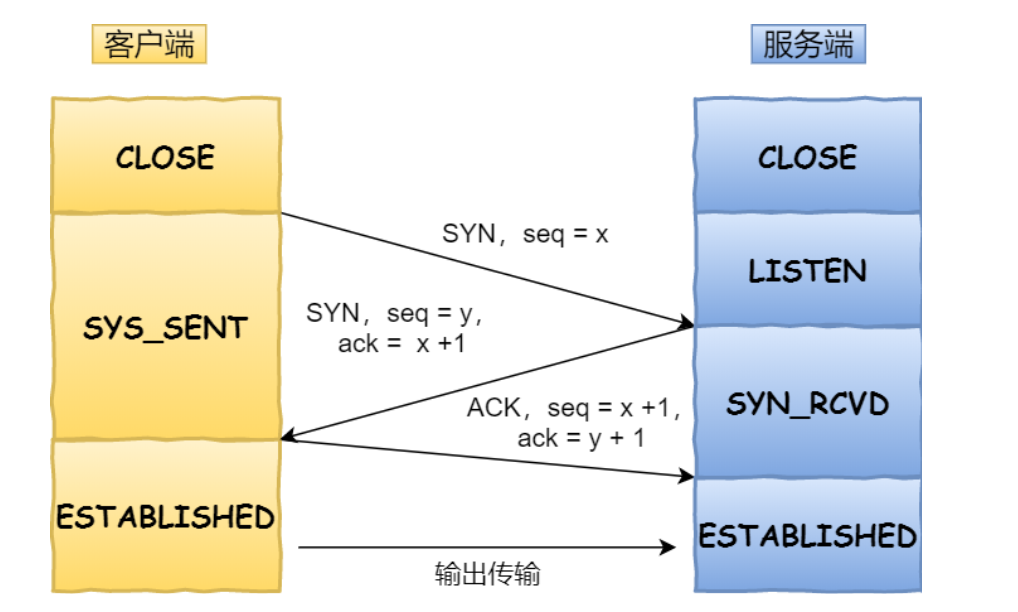 客户端
服务端
CLOSE
CLOSE
SYN, seq = x
LISTEN
SYS_SENT
SYN, seq = y,
ack = x +1
SYN_RCVD
ACK, seq = x +1,
ack = y + 1
ESTABLISHED
ESTABLISHED
输出传输